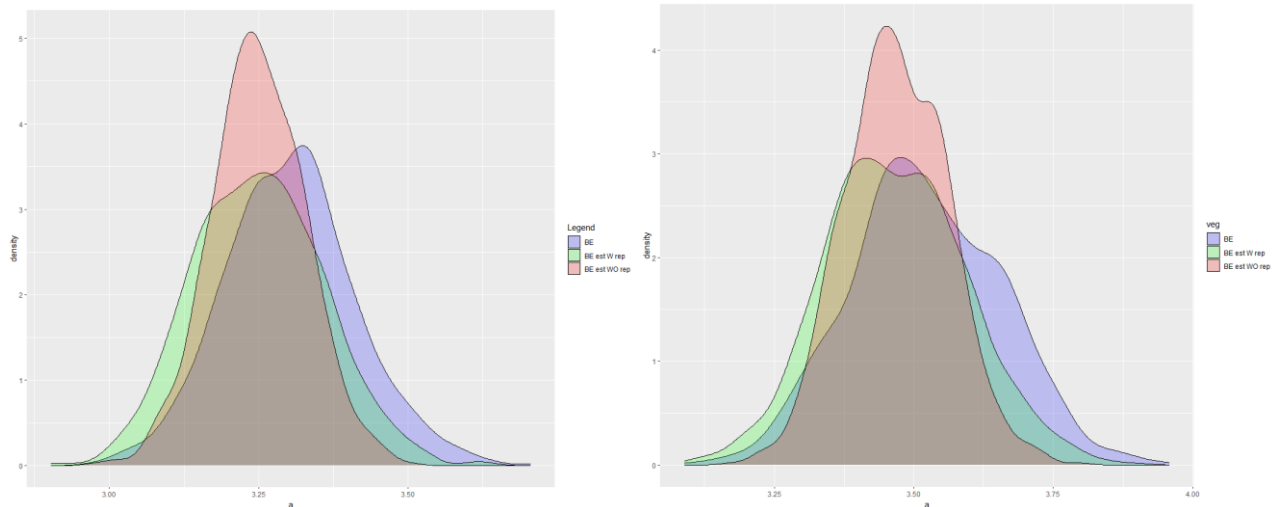 5
4
3
2
1
0
density
3.00
3.25
3.50
a
Legend
BE
BE est W rep
BE est WO rep
4
3
2
1
0
density
3.25
3.50
3.75
4.00
a
veg
BE
BE est W rep
BE est WO rep